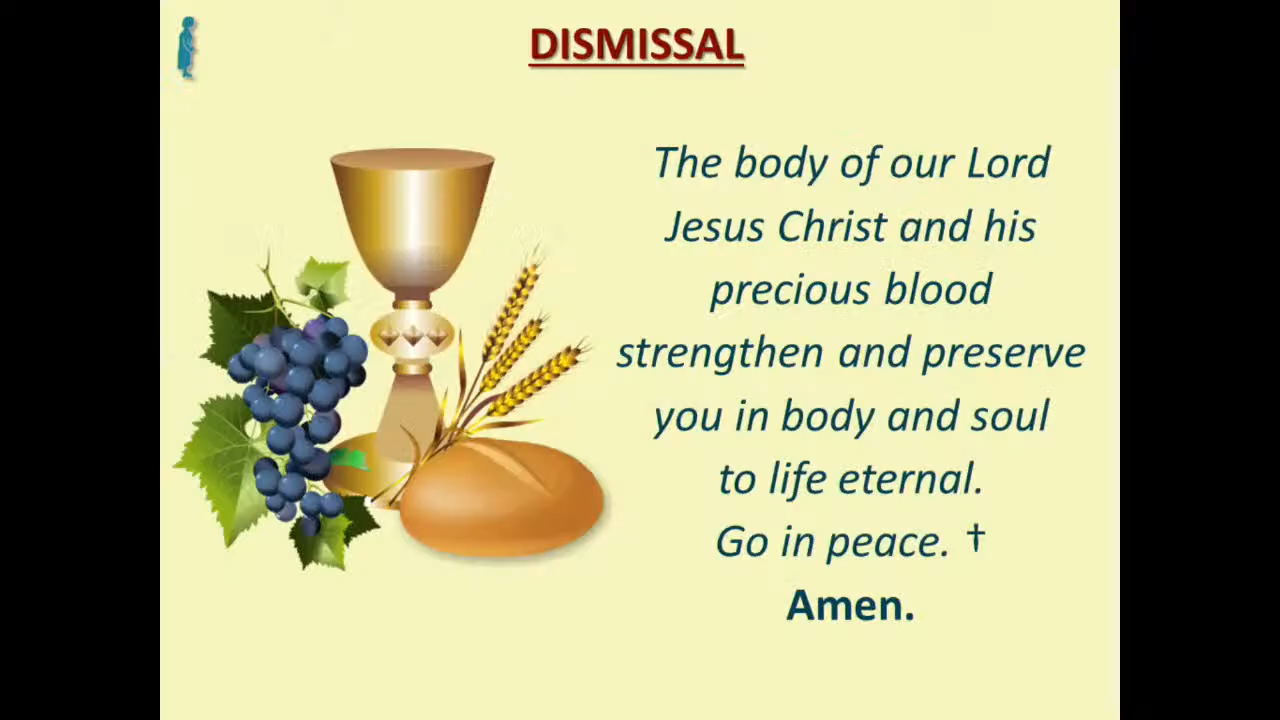 DISMISSAL
The body of our Lord
Jesus Christ and his
precious blood
strengthen and preserve
you in body and soul
to life eternal.
Go in peace. †
Amen.